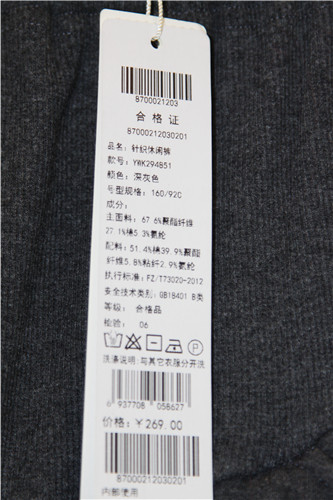 8700021203
合格证
87000212030201
品名: 针织休闲裤
款号: YWK294851
颜色: 深灰色
号型规格: 160/92C
成分:
主面料: 67.6%聚酯纤维
27.1%棉5.3%氨纶
配料: 51.4%棉39.9%聚酯
纤维5.8%粘纤2.9%氨纶
执行标准: FZ/T73020-2012
安全技术类别: GB18401 B类
等级: 合格品
检验: 06
P
洗涤说明: 与其它衣服分开洗
6 937708 058627
价格: ¥269.00
87000212030201
内部使用